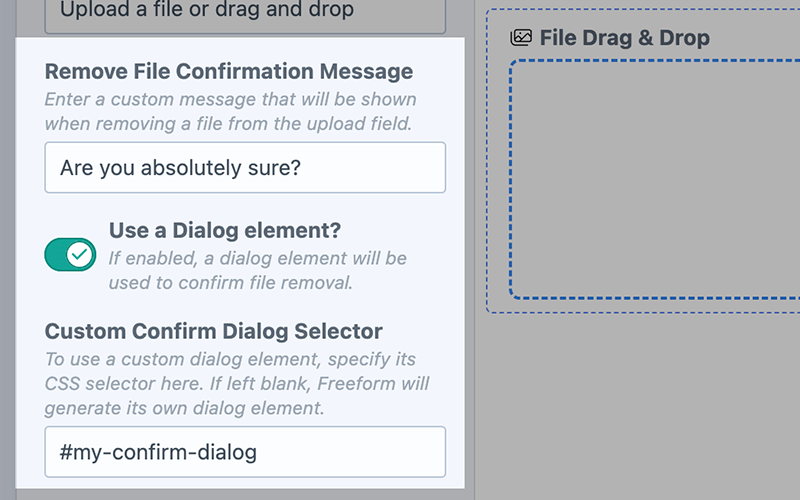 Upload a file or drag and drop
Remove File Confirmation Message
Enter a custom message that will be shown
when removing a file from the upload field.
Are you absolutely sure?
Use a Dialog element?
If enabled, a dialog element will be
used to confirm file removal.
Custom Confirm Dialog Selector
To use a custom dialog element, specify its
CSS selector here. If left blank, Freeform will
generate its own dialog element.
#my-confirm-dialog
File Drag & Drop